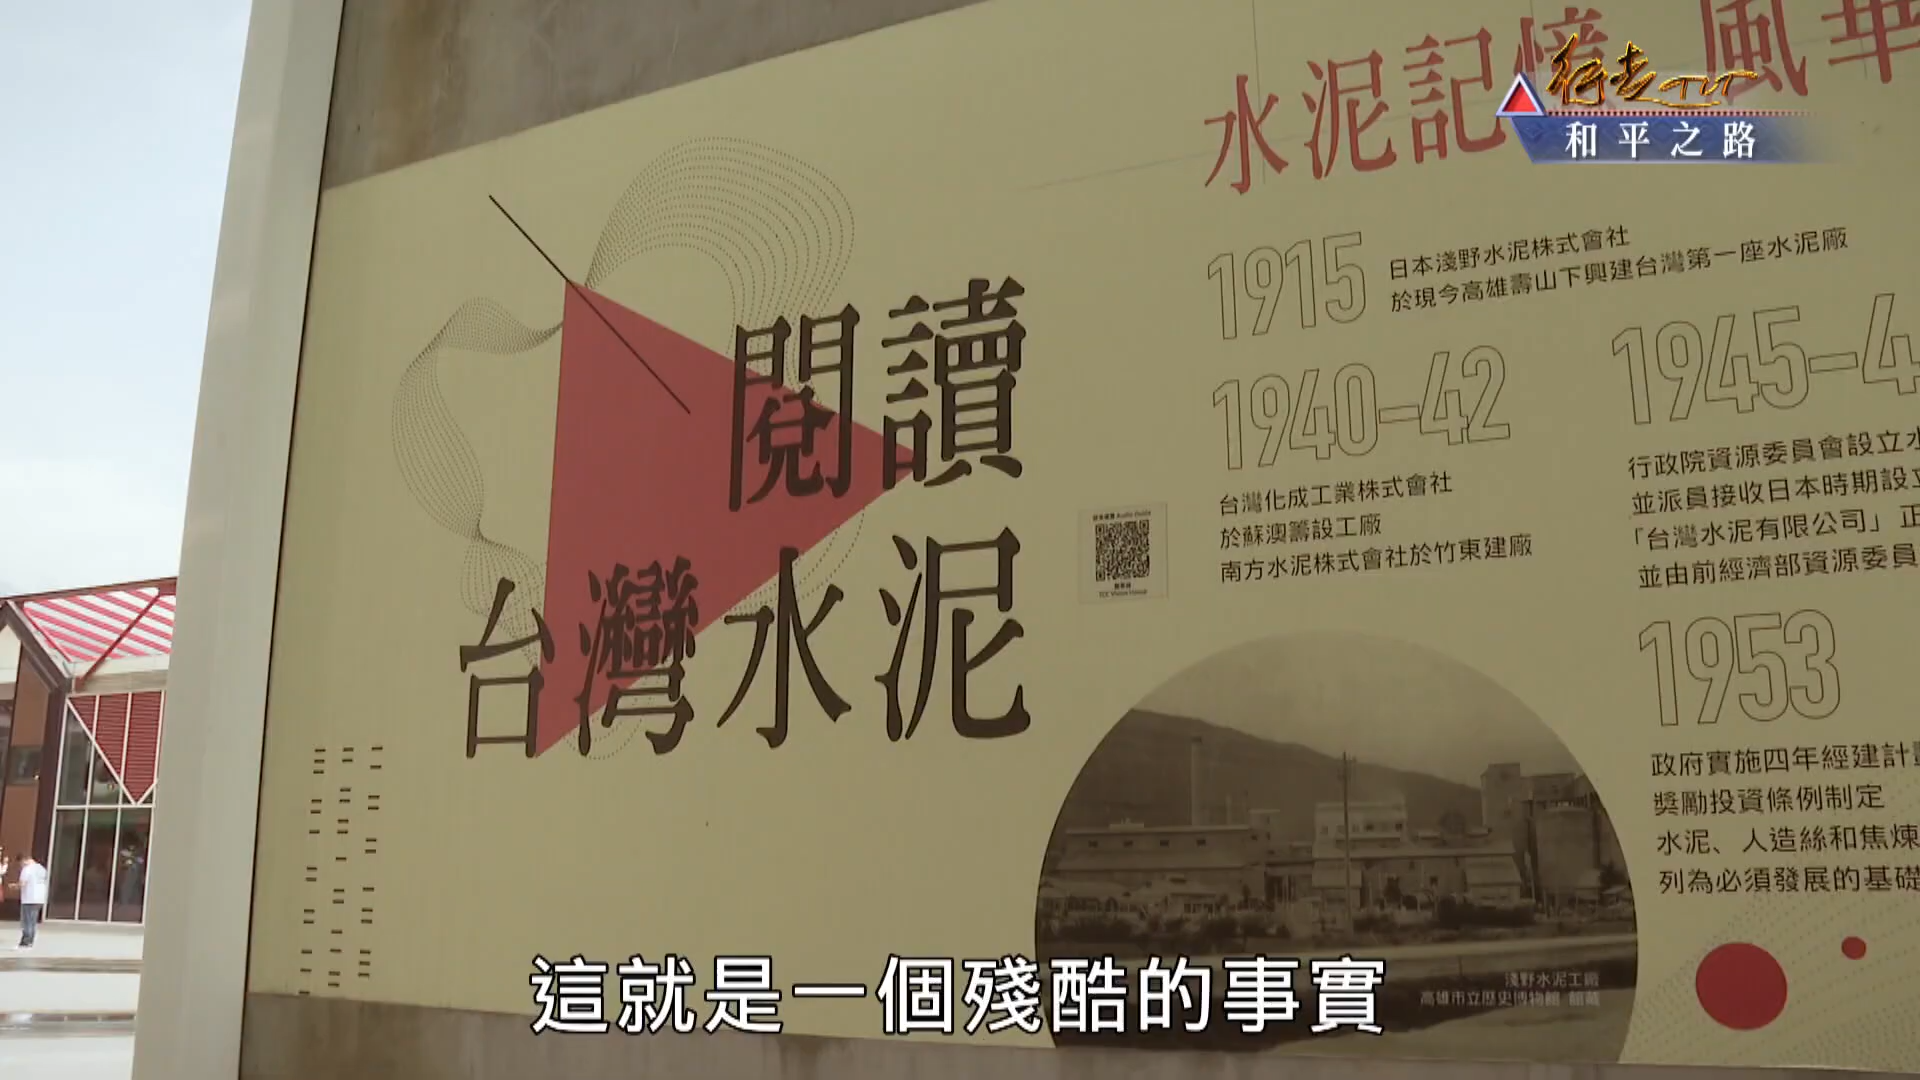 行走TIT
和平之路
水泥記憶 風華
閱讀
台灣水泥
1915
日本淺野水泥株式會社
於現今高雄壽山下興建台灣第一座水泥廠
1940-42
台灣化成工業株式會社
於蘇澳籌設工廠
南方水泥株式會社於竹東建廠
1945-4
行政院資源委員會設立水
並派員接收日本時期設立
「台灣水泥有限公司」正
並由前經濟部資源委員
1953
政府實施四年經建計畫
獎勵投資條例制定
水泥、人造絲和焦煉
列為必須發展的基礎
淺野水泥工廠
高雄市立歷史博物館 館藏
這就是一個殘酷的事實